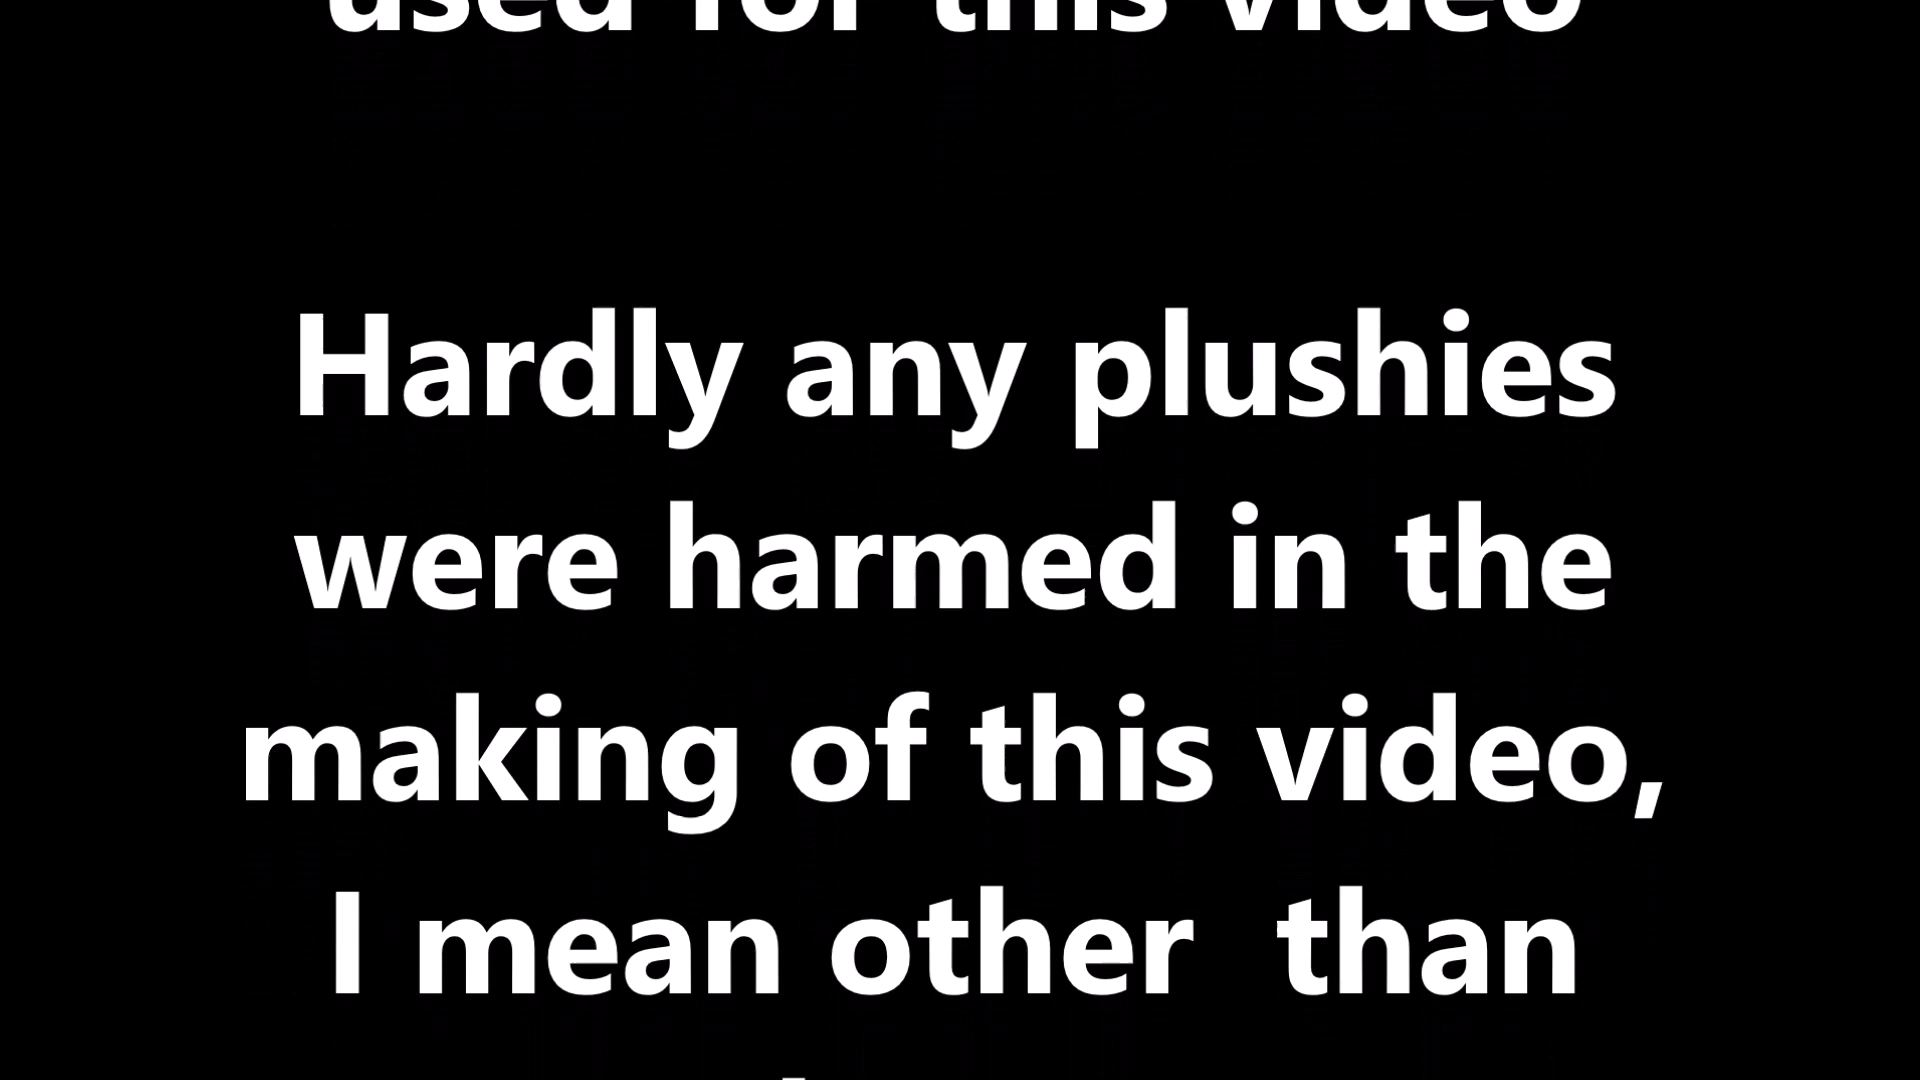 used for this video
Hardly any plushies
were harmed in the
making of this video,
I mean other  than